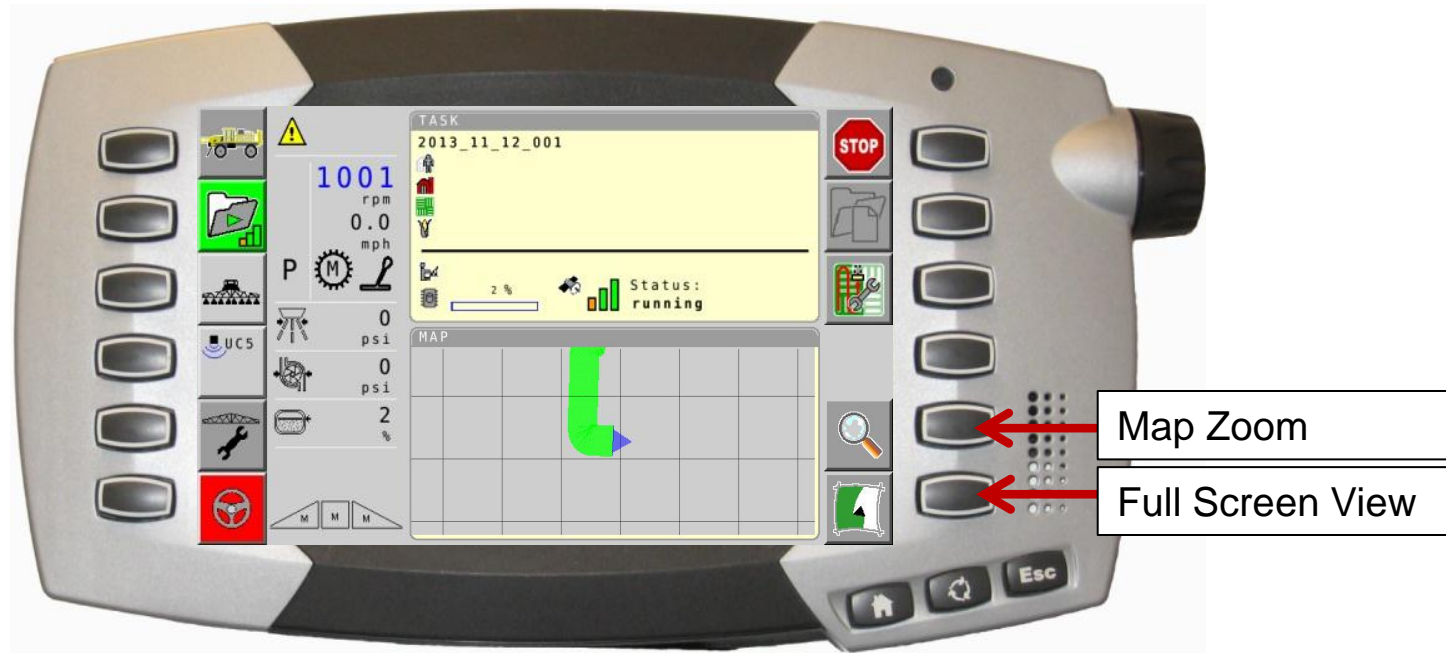 TASK
2013_11_12_001
STOP
1001
rpm
0.0
mph
P M
2 %
Status:
running
0
psi
MAP
UC5
0
psi
2
%
Map Zoom
Full Screen View
M M M
Esc